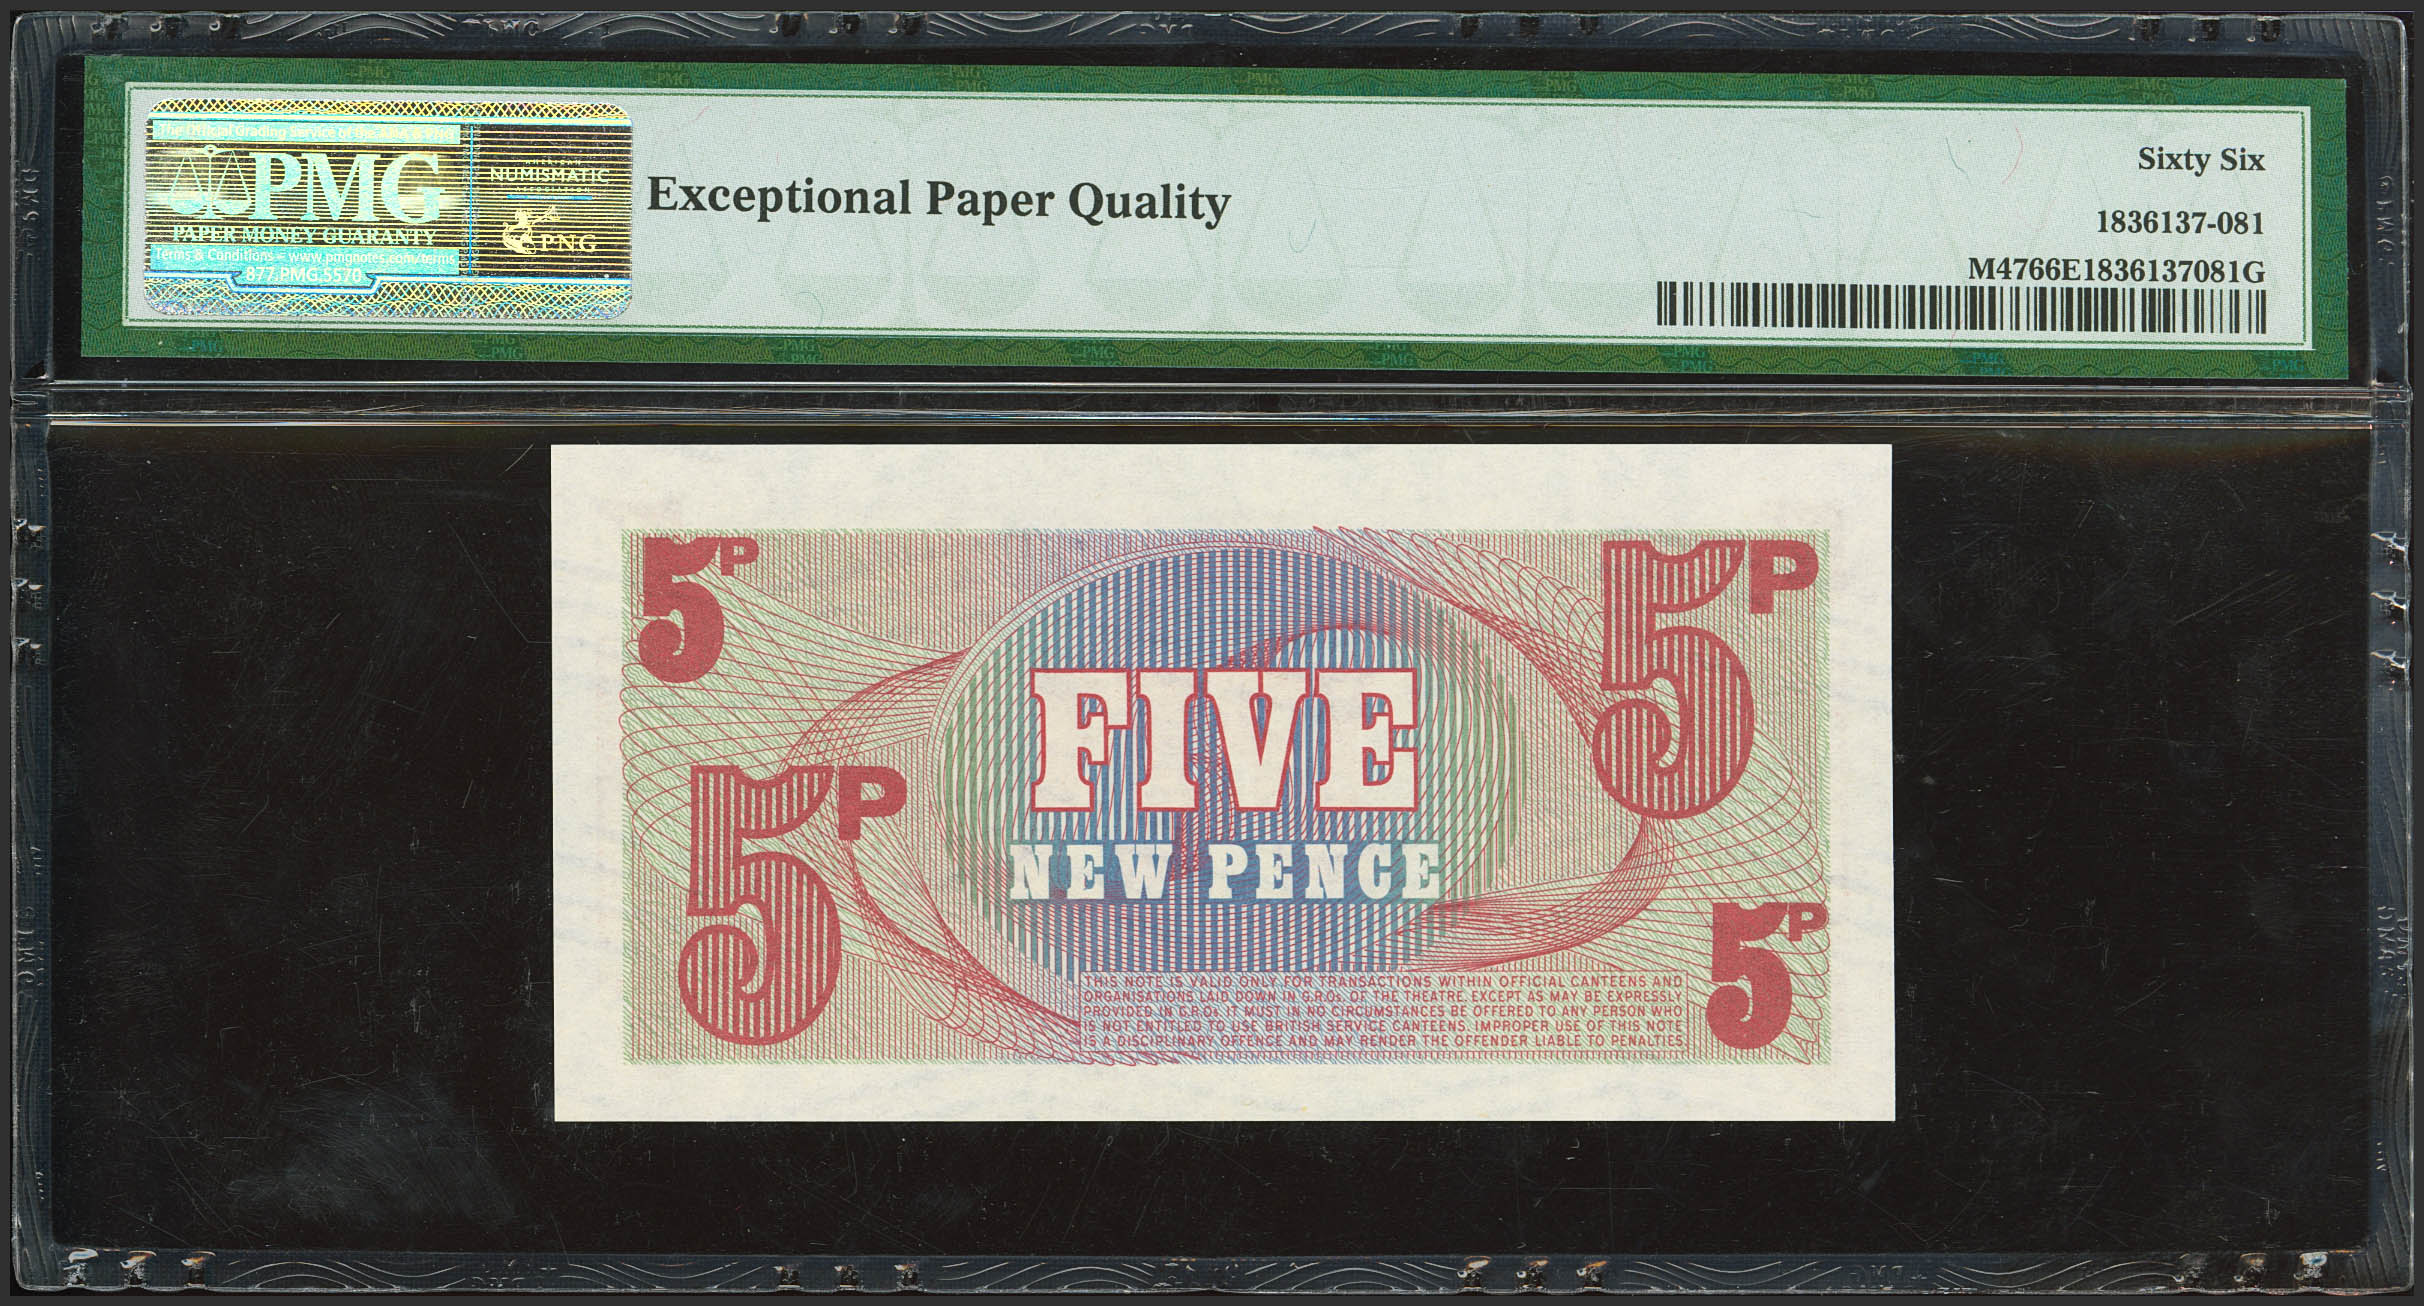 The Official Grading Service of the ANA & PNG
PMG
PAPER MONEY GUARANTY
Terms & Conditions – www.pmgnotes.com/terms
877.PMG.5570
AMERICAN
NUMISMATIC
ASSOCIATION
PNG
Exceptional Paper Quality
Sixty Six
1836137-081
M4766E1836137081G
5P
5P
FIVE
NEW PENCE
5P
5P
THIS NOTE IS VALID ONLY FOR TRANSACTIONS WITHIN OFFICIAL CANTEENS AND
ORGANISATIONS LAID DOWN IN G.R.Os. OF THE THEATRE. EXCEPT AS MAY BE EXPRESSLY
PROVIDED IN G.R.Os. IT MUST IN NO CIRCUMSTANCES BE OFFERED TO ANY PERSON WHO
IS NOT ENTITLED TO USE BRITISH SERVICE CANTEENS. IMPROPER USE OF THIS NOTE
IS A DISCIPLINARY OFFENCE AND MAY RENDER THE OFFENDER LIABLE TO PENALTIES.